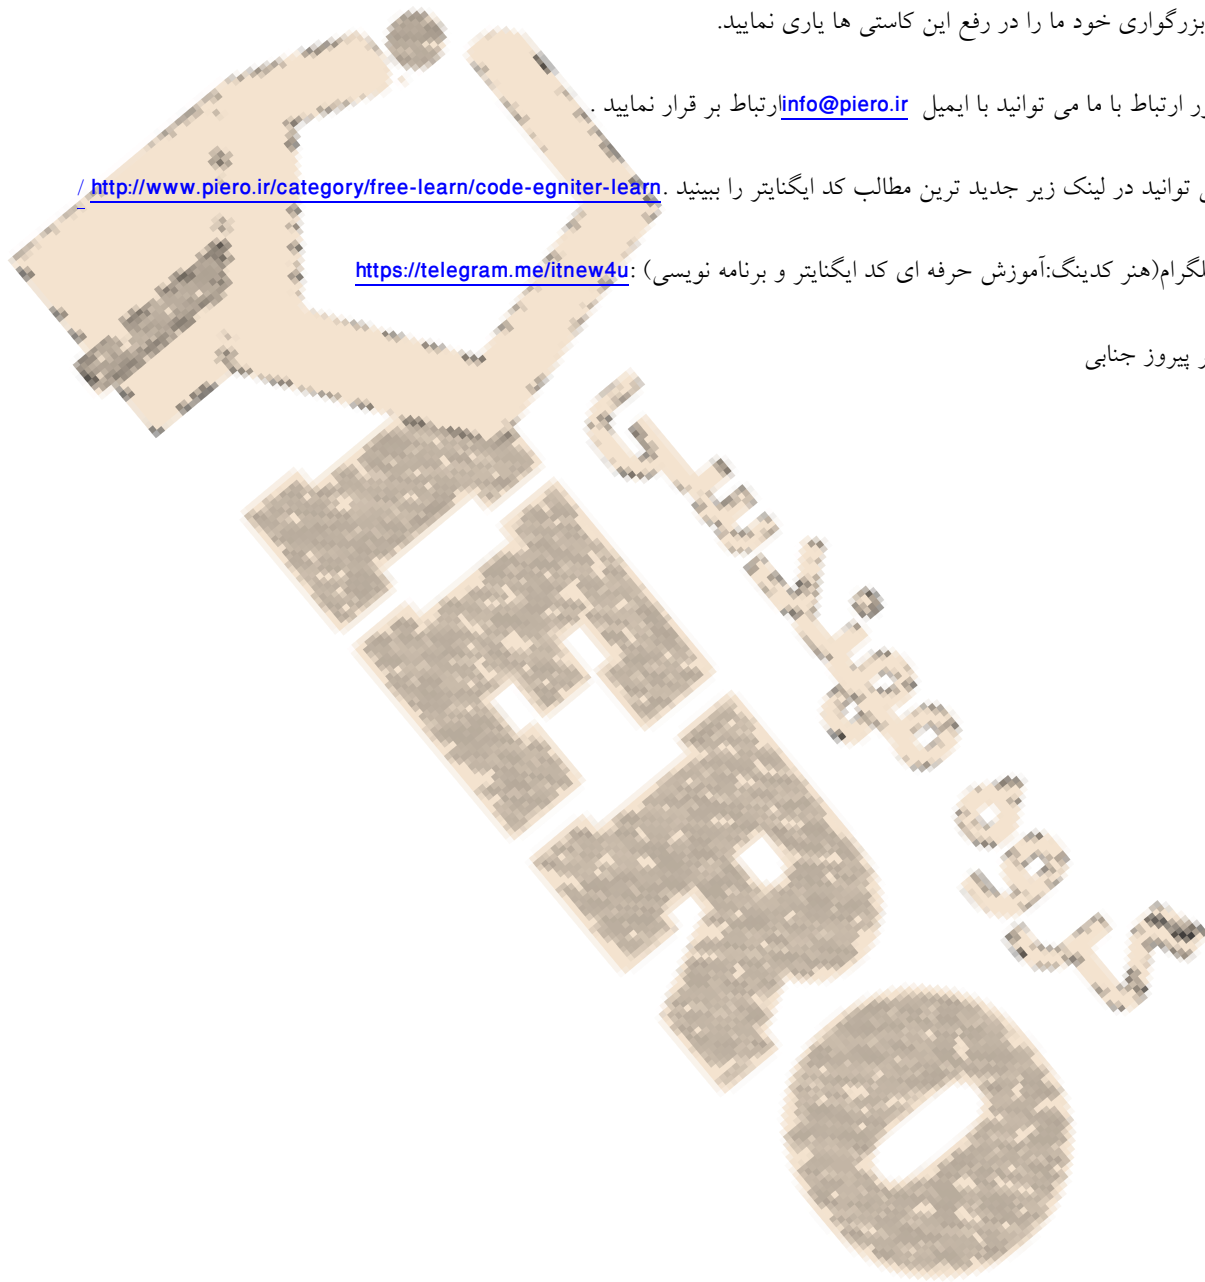 بزرگواری خود ما را در رفع این کاستی ها یاری نمایید.
ارتباط با ما می توانید با ایمیل info@piero.ir ارتباط بر قرار نمایید .
توانید در لینک زیر جدید ترین مطالب کد ایگنایتر را ببینید .http://www.piero.ir/category/free-learn/code-egniter-learn/
(هنر کدینگ:آموزش حرفه ای کد ایگنایتر و برنامه نویسی) :https://telegram.me/itnew4u
پیروز جنابی
گروه مهندسی
IERO